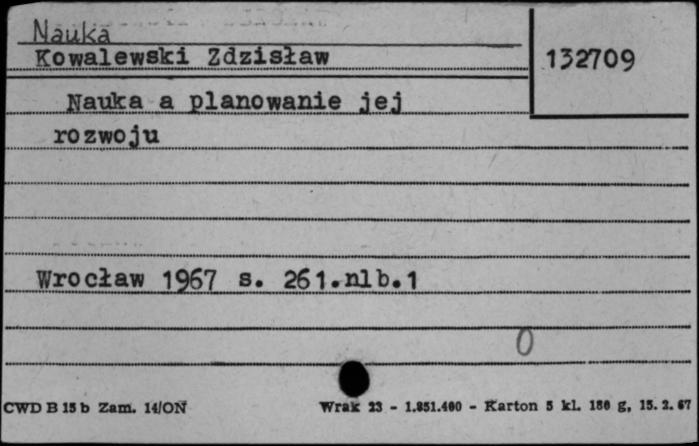 Nauka
Kowalewski Zdzisław
132709
Nauka a planowanie jej
rozwoju
Wrocław 1967 s. 261.nlb.1
0
CWD B 15 b Zam. 14/ON
Wrak 23 - 1.851.400 - Karton 5 kl. 180 g, 15. 2. 67